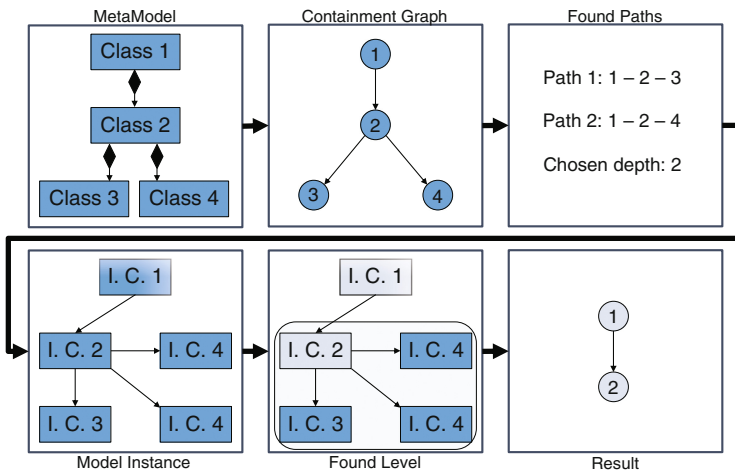 MetaModel
Containment Graph
Found Paths
Class 1
Class 2
Class 3
Class 4
1
2
3
4
Path 1: 1 – 2 – 3
Path 2: 1 – 2 – 4
Chosen depth: 2
I. C. 1
I. C. 2
I. C. 4
I. C. 3
I. C. 4
I. C. 1
I. C. 2
I. C. 4
I. C. 3
I. C. 4
1
2
Model Instance
Found Level
Result